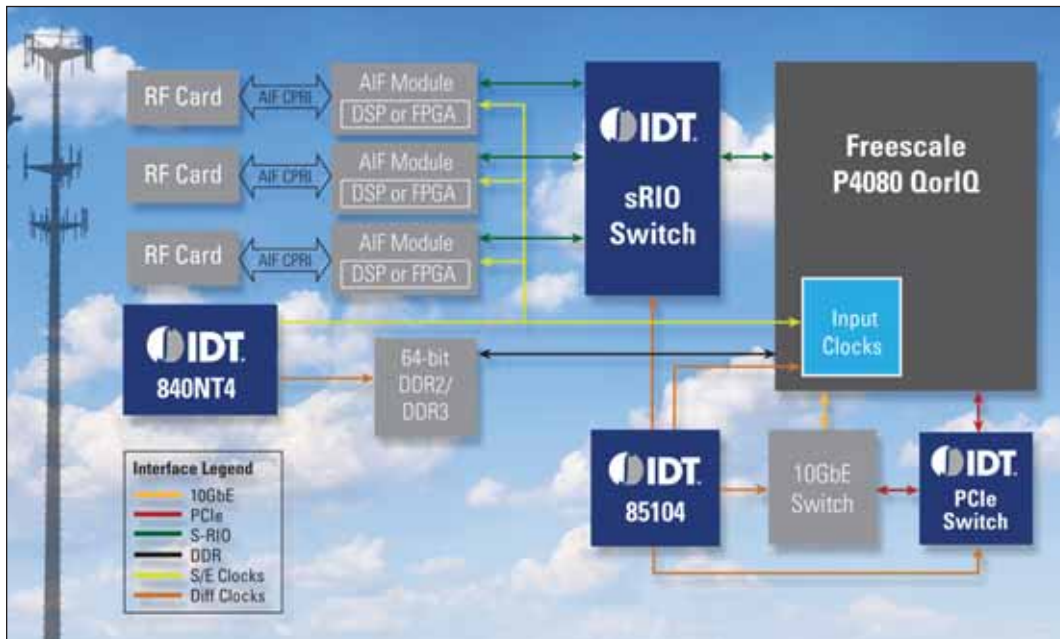 RF Card
AIF CPRI
AIF Module
DSP or FPGA
RF Card
AIF CPRI
AIF Module
DSP or FPGA
RF Card
AIF CPRI
AIF Module
DSP or FPGA
IDT.
sRIO
Switch
Freescale
P4080 QorIQ
Input
Clocks
IDT.
840NT4
64-bit
DDR2/
DDR3
IDT.
85104
10GbE
Switch
IDT.
PCIe
Switch
Interface Legend
10GbE
PCIe
S-RIO
DDR
S/E Clocks
Diff Clocks